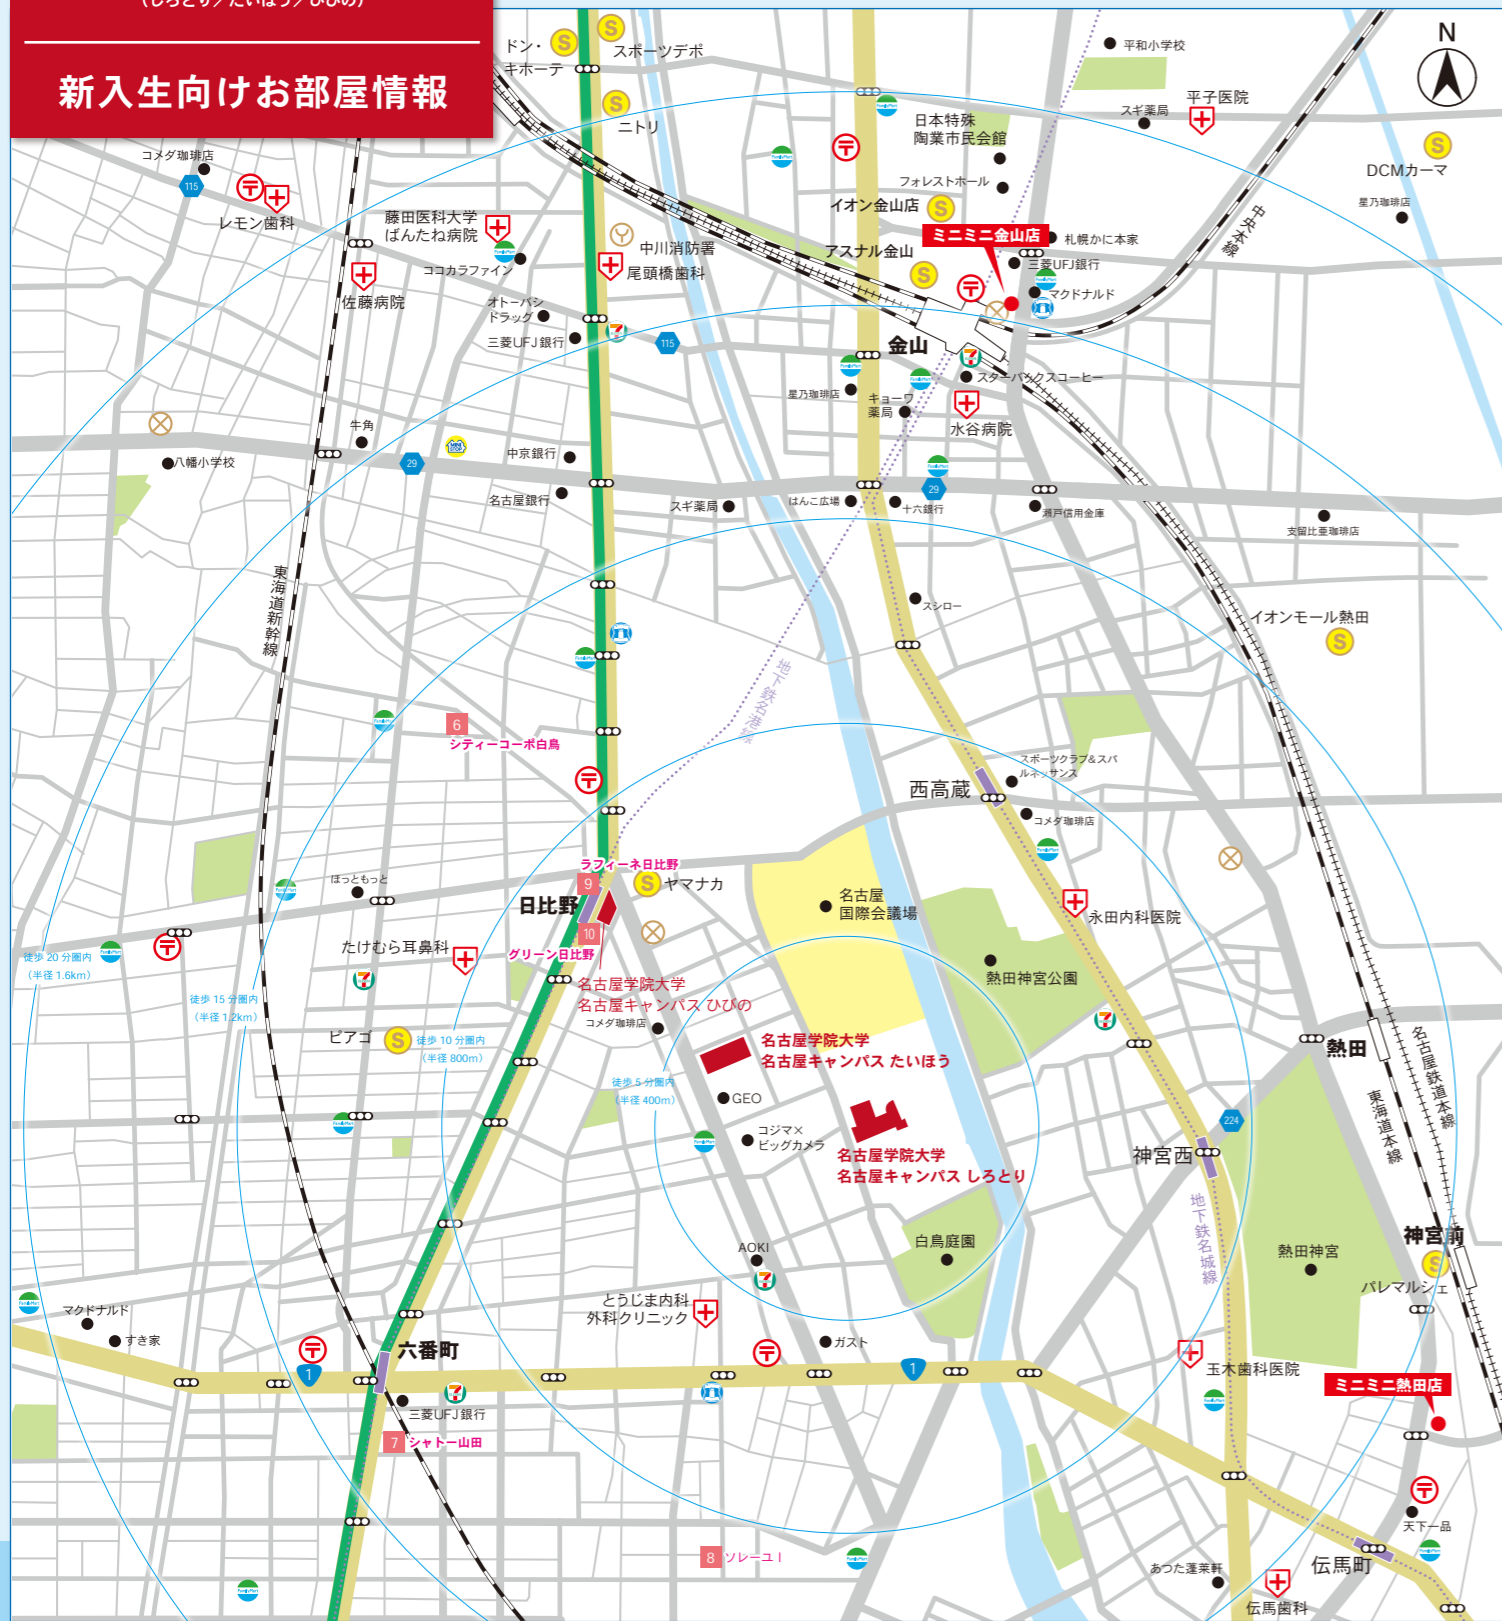 (しろとり／たいほう／ひびの)
新入生向けお部屋情報
N
ドン・
キホーテ
S
S
スポーツデポ
S
ニトリ
平和小学校
スギ薬局
平子医院
日本特殊
陶業市民会館
フォレストホール
S
DCMカーマ
星乃珈琲店
コメダ珈琲店
115
レモン歯科
藤田医科大学
ばんたね病院
ココカラファイン
中川消防署
尾頭橋歯科
佐藤病院
オトーバシ
ドラッグ
三菱UFJ銀行
115
イオン金山店
S
アスナル金山
S
ミニミニ金山店
札幌かに本家
三菱UFJ銀行
マクドナルド
中央本線
金山
スターバックスコーヒー
星乃珈琲店
キョーワ
薬局
水谷病院
八幡小学校
牛角
29
中京銀行
名古屋銀行
スギ薬局
はんこ広場
十六銀行
29
瀬戸信用金庫
支留比亜珈琲店
東海道新幹線
スシロー
イオンモール熱田
S
地下鉄名港線
6
シティーコーポ白鳥
西高蔵
スポーツクラブ&スパ
ルネッサンス
コメダ珈琲店
ラフィーネ日比野
9
S
ヤマナカ
日比野
10
グリーン日比野
名古屋学院大学
名古屋キャンパス ひびの
コメダ珈琲店
ほっともっと
たけむら耳鼻科
名古屋
国際会議場
永田内科医院
熱田神宮公園
徒歩 20 分圏内
(半径 1.6km)
徒歩 15 分圏内
(半径 1.2km)
ピアゴ
S
徒歩 10 分圏内
(半径 800m)
徒歩 5 分圏内
(半径 400m)
名古屋学院大学
名古屋キャンパス たいほう
GEO
コジマ×
ビッグカメラ
名古屋学院大学
名古屋キャンパス しろとり
熱田
名古屋鉄道本線
東海道本線
224
神宮西
地下鉄名城線
熱田神宮
神宮前
S
パレマルシェ
AOKI
白鳥庭園
とうじま内科
外科クリニック
ガスト
マクドナルド
すき家
1
六番町
三菱UFJ銀行
1
7
シャトー山田
玉木歯科医院
ミニミニ熱田店
8
ソレーユⅠ
天下一品
伝馬町
あつた蓬莱軒
伝馬歯科